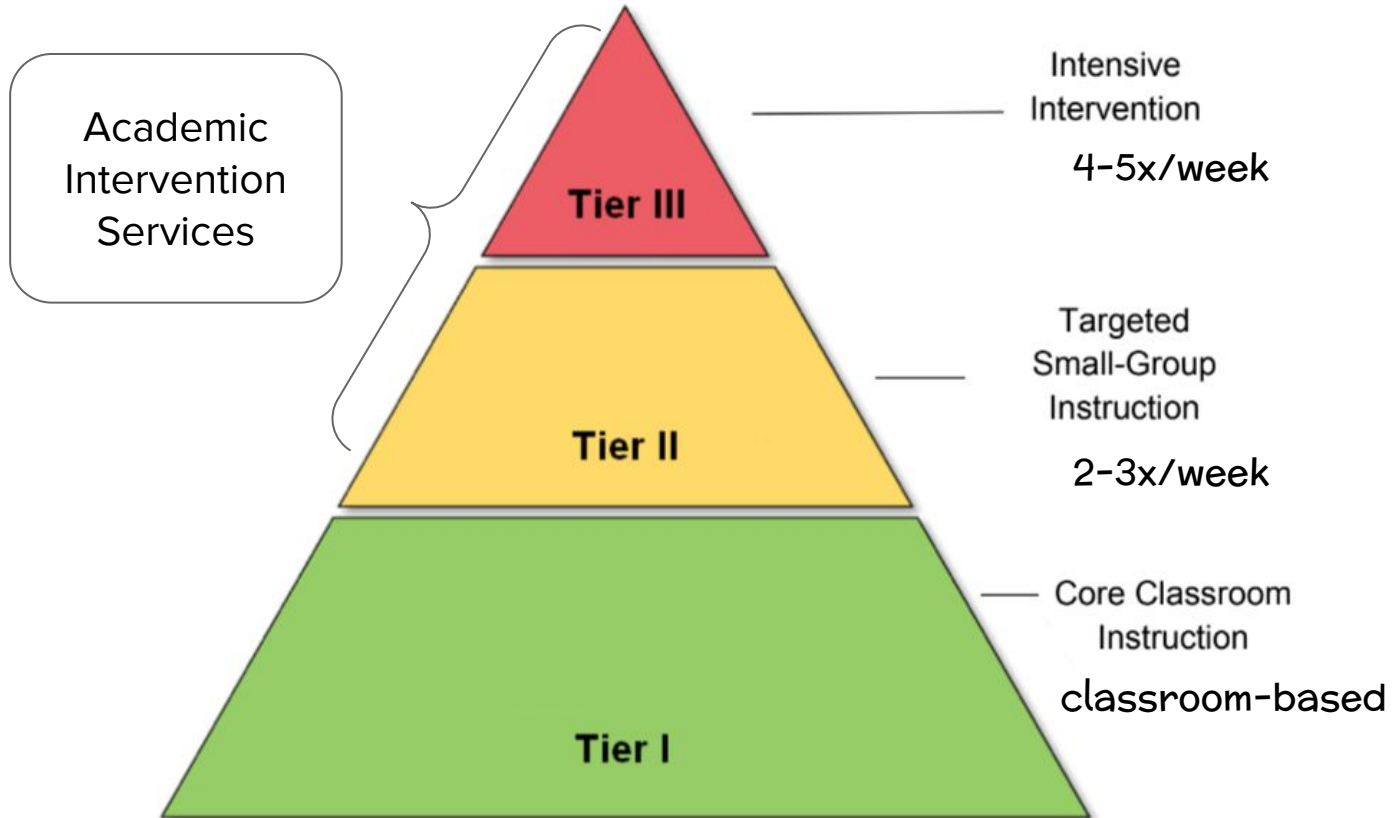 Academic
Intervention
Services
Intensive
Intervention
4-5x/week
Tier III
Targeted
Small-Group
Instruction
2-3x/week
Tier II
Core Classroom
Instruction
classroom-based
Tier I